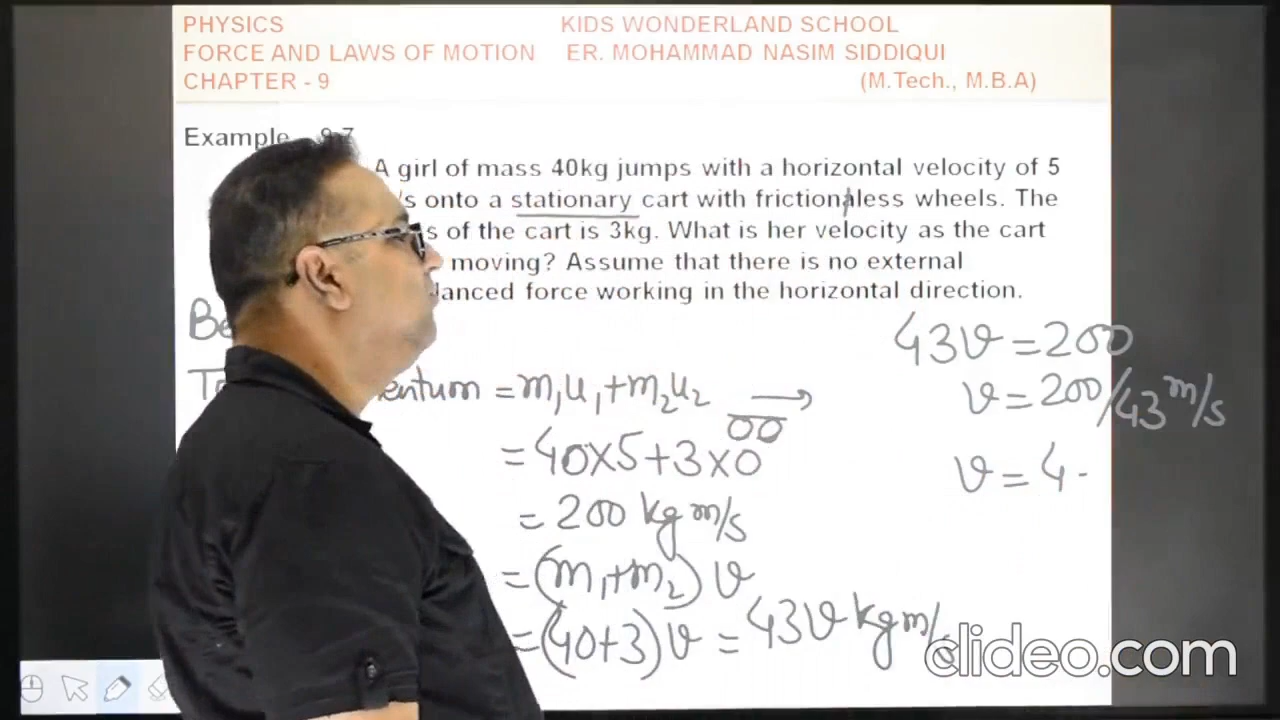 PHYSICS KIDS WONDERLAND SCHOOL
FORCE AND LAWS OF MOTION ER. MOHAMMAD NASIM SIDDIQUI
CHAPTER - 9 (M.Tech., M.B.A)
Example
A girl of mass 40kg jumps with a horizontal velocity of 5
onto a stationary cart with frictionless wheels. The
of the cart is 3kg. What is her velocity as the cart
moving? Assume that there is no external
force working in the horizontal direction.
43v = 200
= m₁u₁+m₂u₂
v = 200/43 m/s
= 40×5+3×0
v = 4.
= 200 kg m/s
= (m₁+m₂) v
= (40+3) v = 43v kg m/s
clideo.com